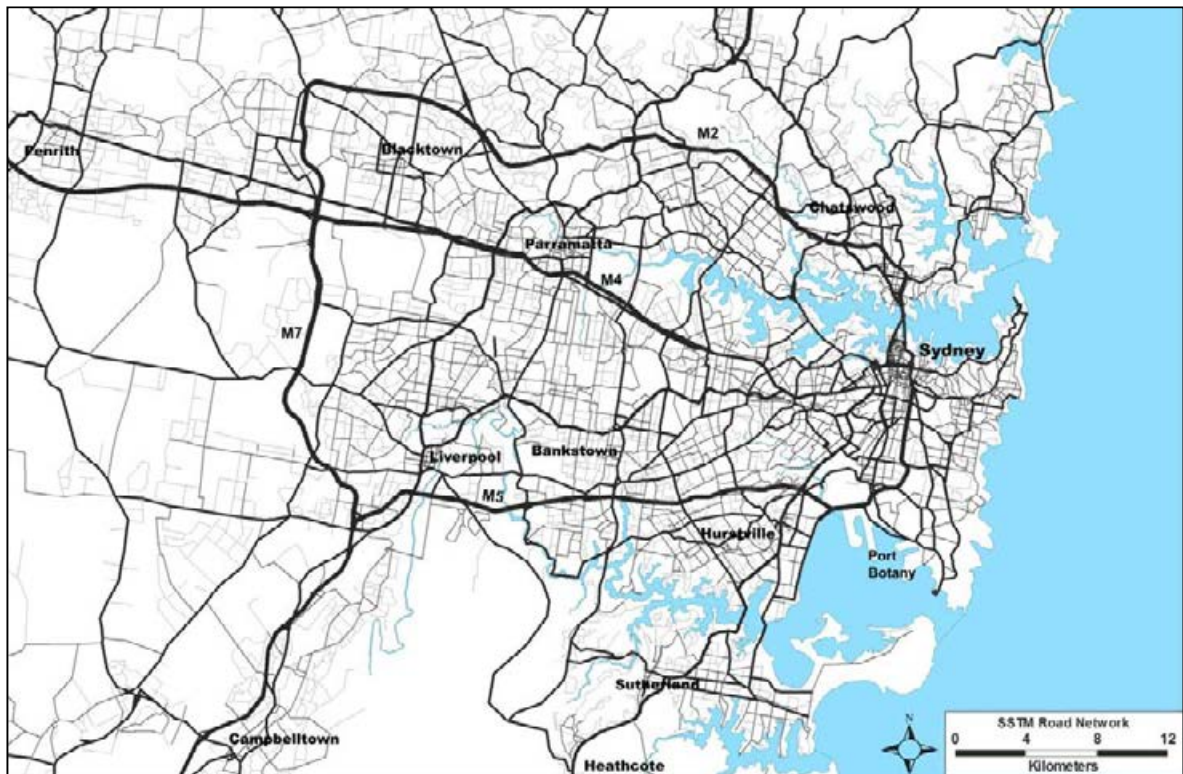 M2
Penrith
Blacktown
Chatswood
Parramatta
M4
M7
Sydney
Liverpool
Bankstown
M5
Hurstville
Port
Botany
Sutherland
Campbelltown
Heathcote
N
SSTM Road Network
0 4 8 12
Kilometers